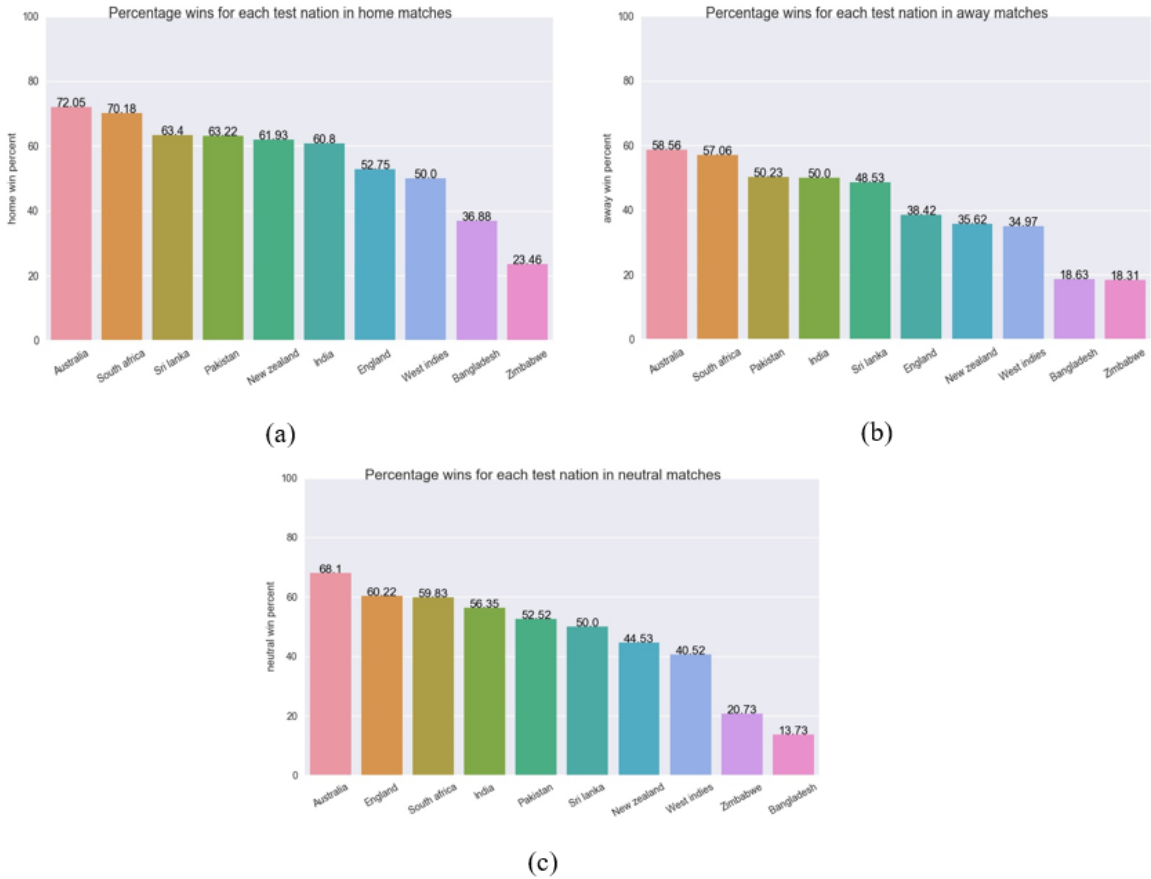 Percentage wins for each test nation in home matches
100
80
60
40
20
0
home win percent
72.05
70.18
63.4
63.22
61.93
60.8
52.75
50.0
36.88
23.46
Australia
South africa
Sri lanka
Pakistan
New zealand
India
England
West indies
Bangladesh
Zimbabwe
(a)
Percentage wins for each test nation in away matches
100
80
60
40
20
0
away win percent
58.56
57.06
50.23
50.0
48.53
38.42
35.62
34.97
18.63
18.31
Australia
South africa
Pakistan
India
Sri lanka
England
New zealand
West indies
Bangladesh
Zimbabwe
(b)
Percentage wins for each test nation in neutral matches
100
80
60
40
20
0
neutral win percent
68.1
60.22
59.83
56.35
52.52
50.0
44.53
40.52
20.73
13.73
Australia
England
South africa
India
Pakistan
Sri lanka
New zealand
West indies
Zimbabwe
Bangladesh
(c)